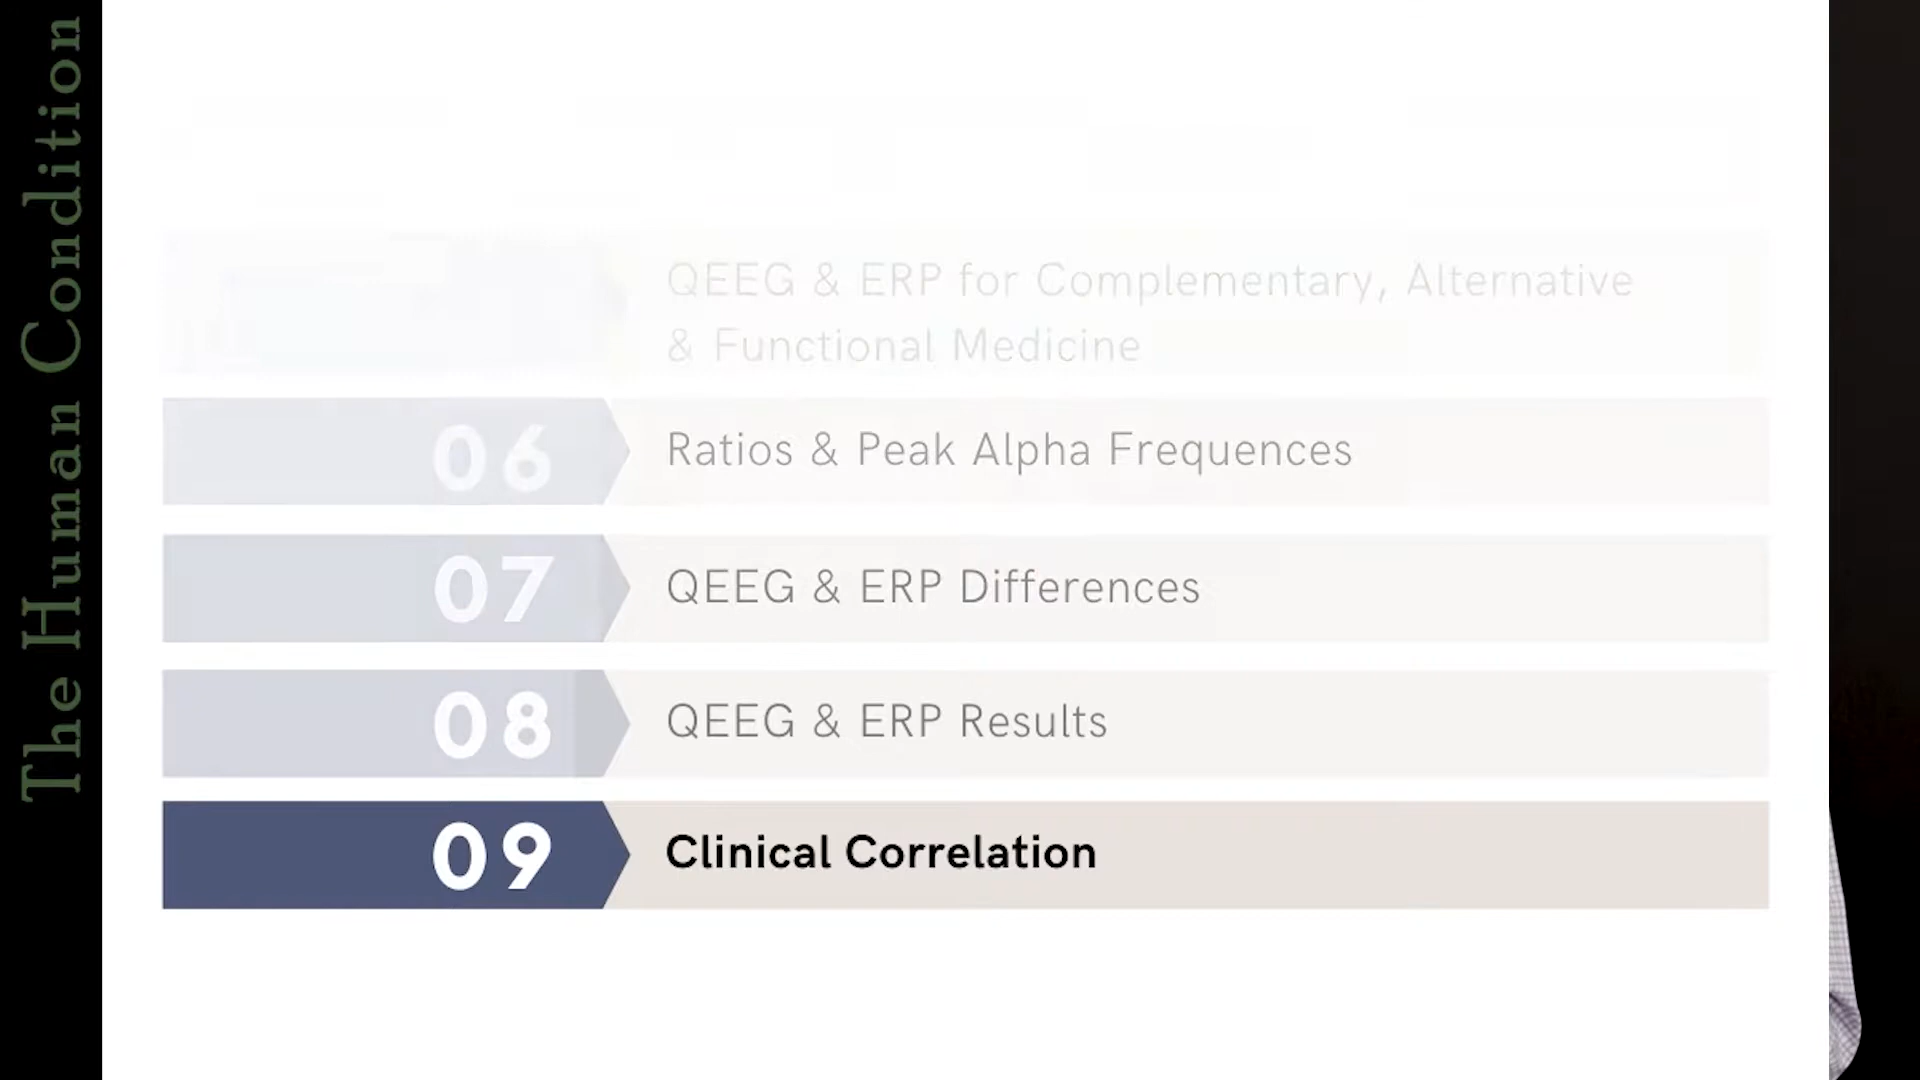 The Human Condition
QEEG & ERP for Complementary, Alternative
& Functional Medicine
06
Ratios & Peak Alpha Frequences
07
QEEG & ERP Differences
08
QEEG & ERP Results
09
Clinical Correlation